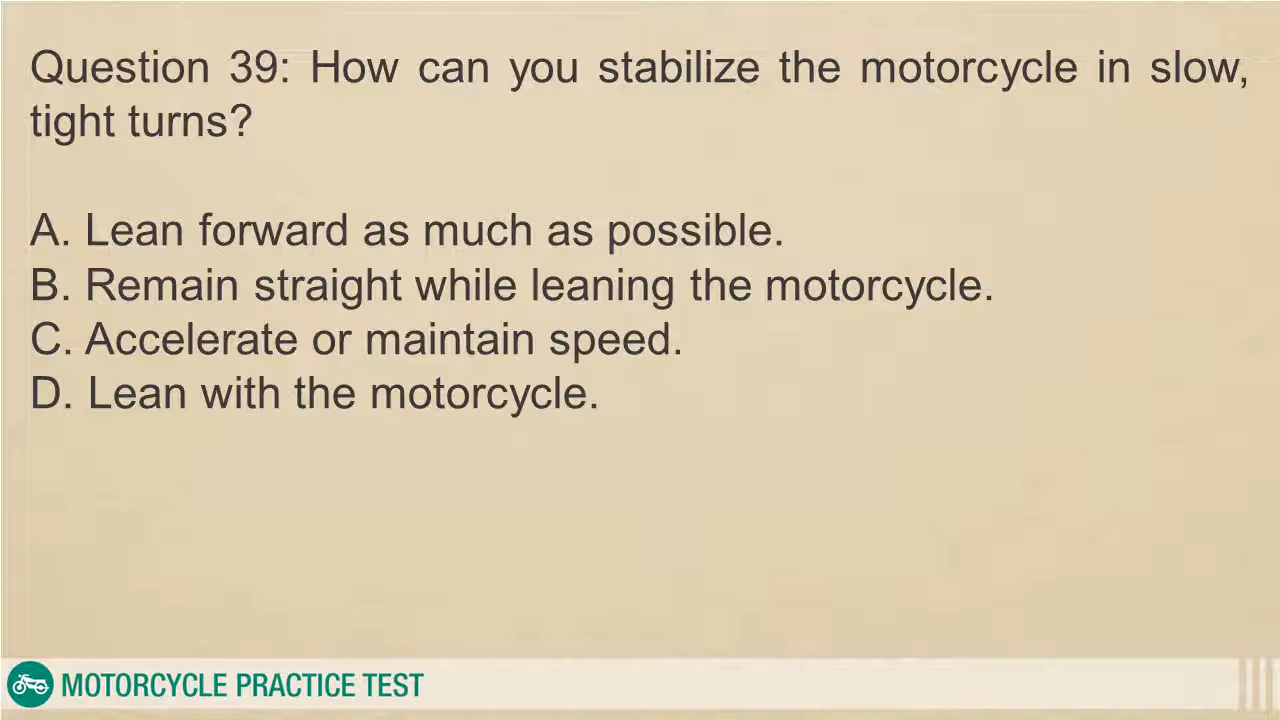 Question 39: How can you stabilize the motorcycle in slow,
tight turns?
A. Lean forward as much as possible.
B. Remain straight while leaning the motorcycle.
C. Accelerate or maintain speed.
D. Lean with the motorcycle.
MOTORCYCLE PRACTICE TEST